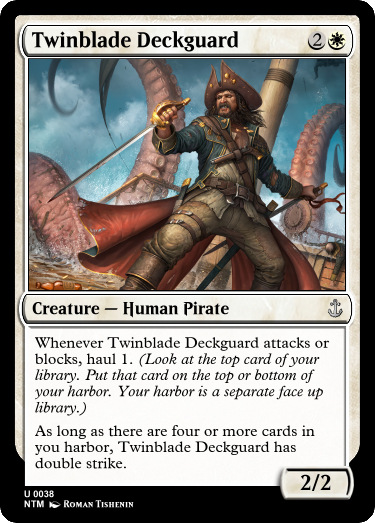 Twinblade Deckguard 2
Creature — Human Pirate
Whenever Twinblade Deckguard attacks or
blocks, haul 1. (Look at the top card of your
library. Put that card on the top or bottom of
your harbor. Your harbor is a separate face up
library.)
As long as there are four or more cards in
you harbor, Twinblade Deckguard has
double strike.
2/2
U 0038
NTM Roman Tishenin